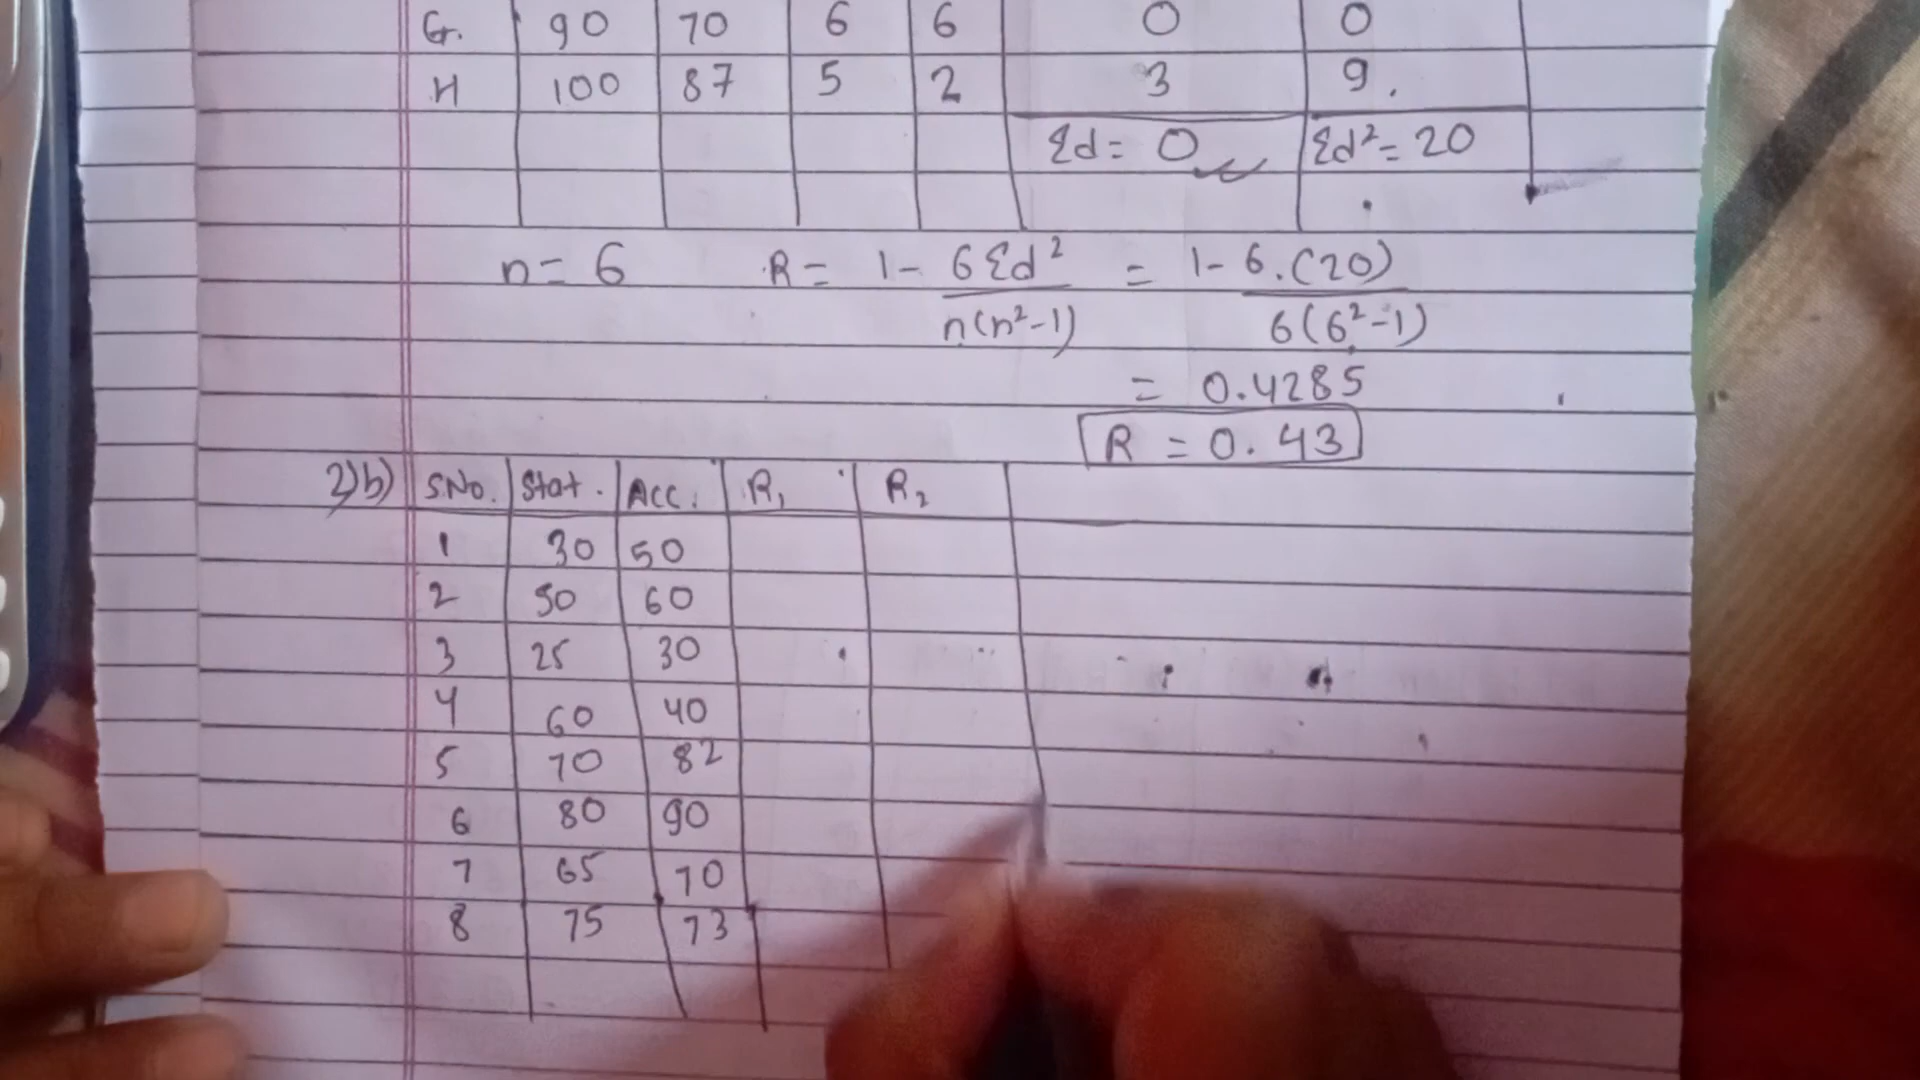 G. 90 70 6 6 0 0
H 100 87 5 2 3 9.
Σd = 0 Σd² = 20
n = 6 R = 1 - 6Σd² / n(n²-1) = 1 - 6.(20) / 6(6²-1)
= 0.4285
R = 0.43
2)b) S.No. Stat. Acc. R₁ R₂
1 30 50
2 50 60
3 25 30
4 60 40
5 70 82
6 80 90
7 65 70
8 75 73